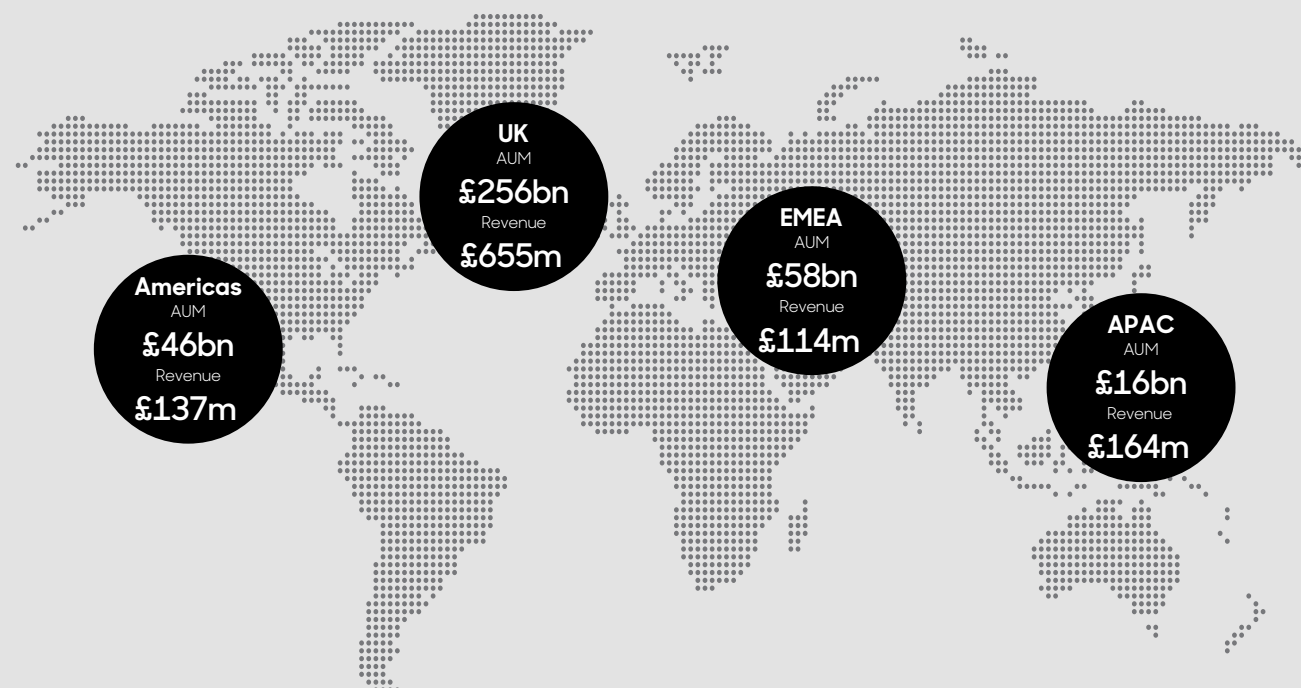 UK
AUM
£256bn
Revenue
£655m
EMEA
AUM
£58bn
Revenue
£114m
Americas
AUM
£46bn
Revenue
£137m
APAC
AUM
£16bn
Revenue
£164m